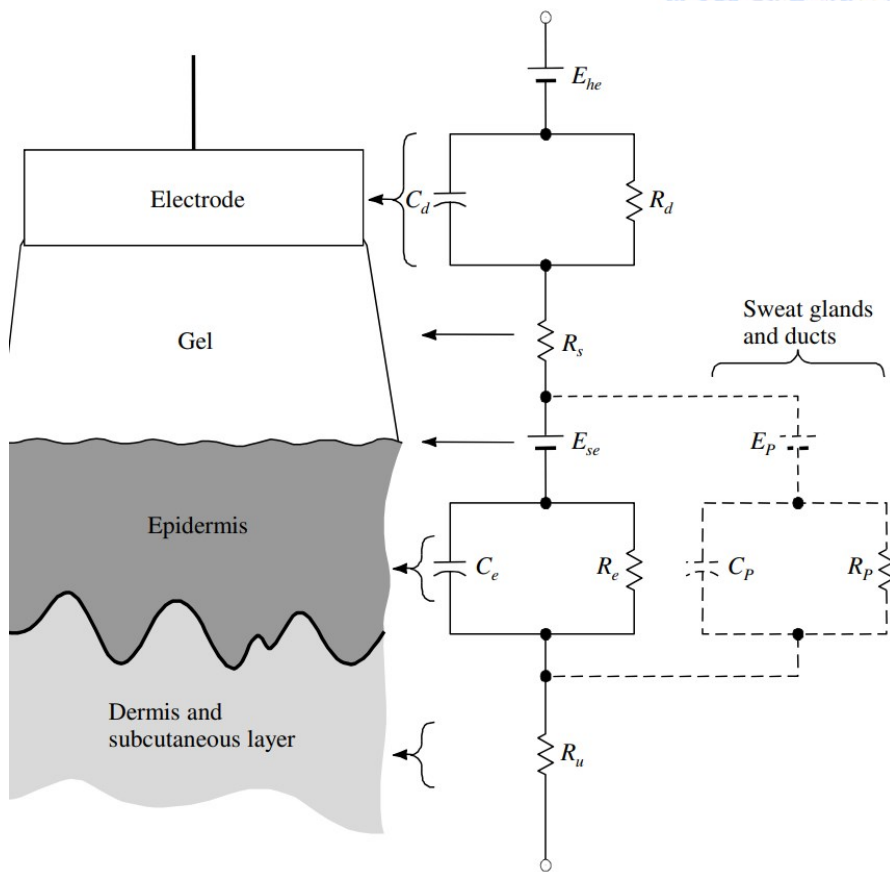 E_he
Electrode
C_d
R_d
Sweat glands
and ducts
Gel
R_s
E_se
E_P
Epidermis
C_e
R_e
C_P
R_P
Dermis and
subcutaneous layer
R_u